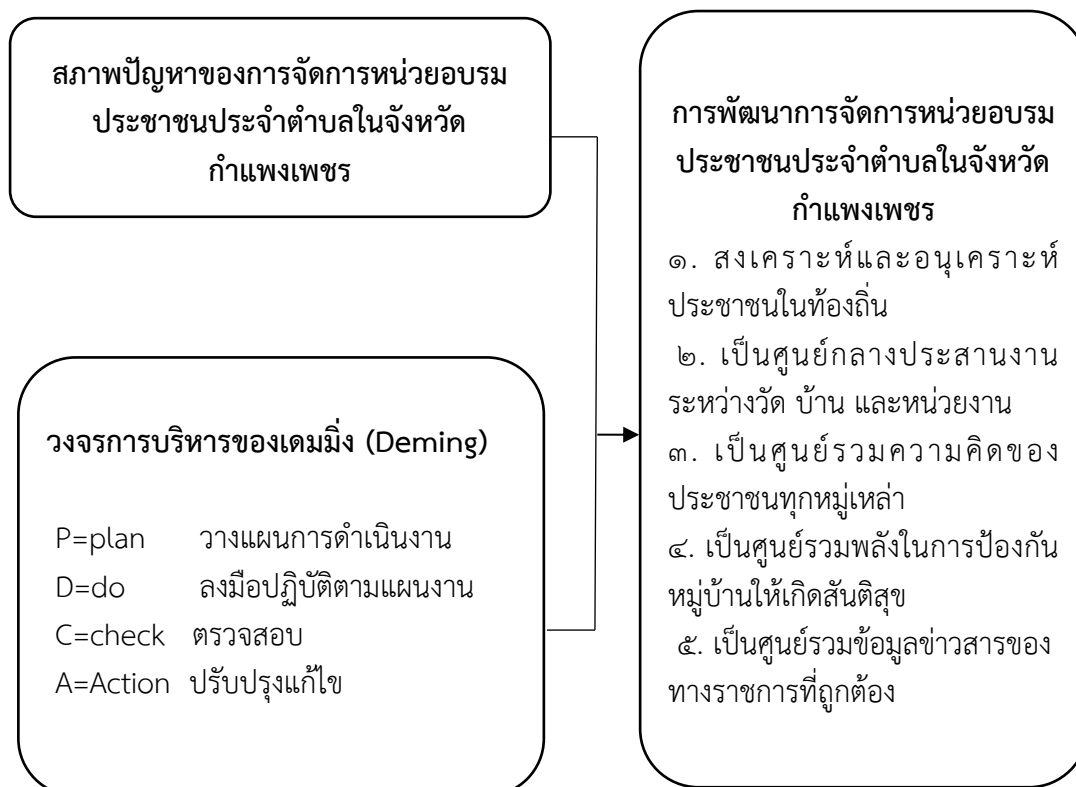 สภาพปัญหาของการจัดการหน่วยอบรม
ประชาชนประจำตำบลในจังหวัด
กำแพงเพชร
วงจรการบริหารของเดมมิ่ง (Deming)
P=plan วางแผนการดำเนินงาน
D=do ลงมือปฏิบัติตามแผนงาน
C=check ตรวจสอบ
A=Action ปรับปรุงแก้ไข
การพัฒนาการจัดการหน่วยอบรม
ประชาชนประจำตำบลในจังหวัด
กำแพงเพชร
๑. สงเคราะห์และอนุเคราะห์
ประชาชนในท้องถิ่น
๒. เป็นศูนย์กลางประสานงาน
ระหว่างวัด บ้าน และหน่วยงาน
๓. เป็นศูนย์รวมความคิดของ
ประชาชนทุกหมู่เหล่า
๔. เป็นศูนย์รวมพลังในการป้องกัน
หมู่บ้านให้เกิดสันติสุข
๕. เป็นศูนย์รวมข้อมูลข่าวสารของ
ทางราชการที่ถูกต้อง